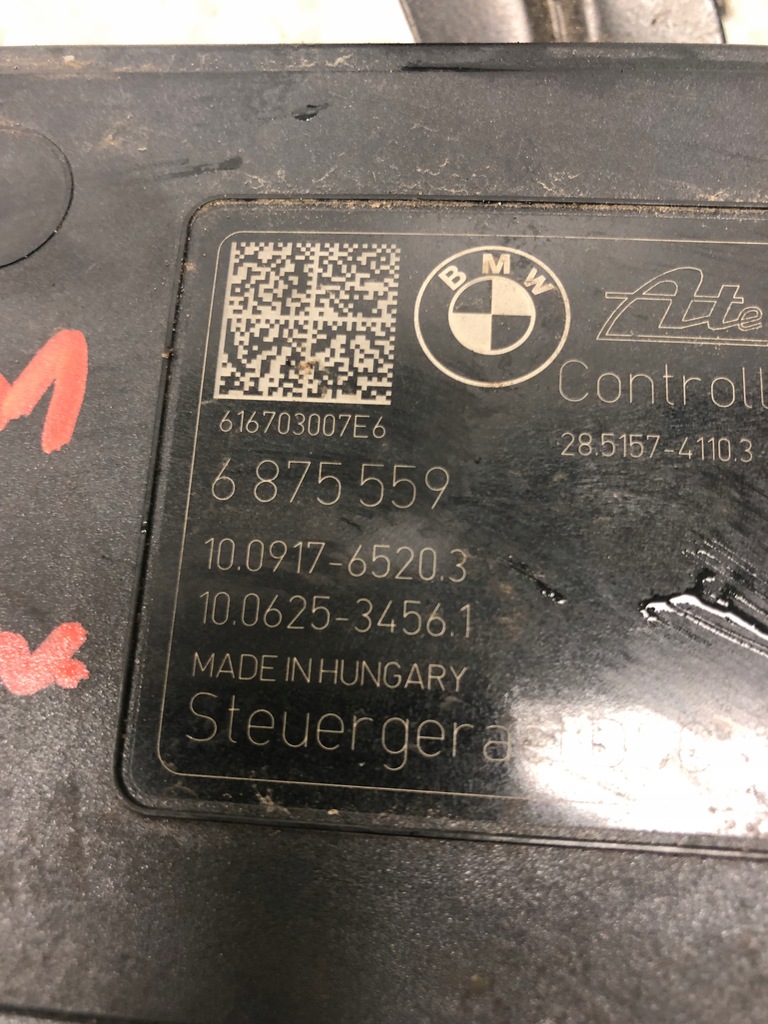 BMW
Ate
Controll
616703007E6
28.5157-4110.3
6 875 559
10.0917-6520.3
10.0625-3456.1
MADE IN HUNGARY
M